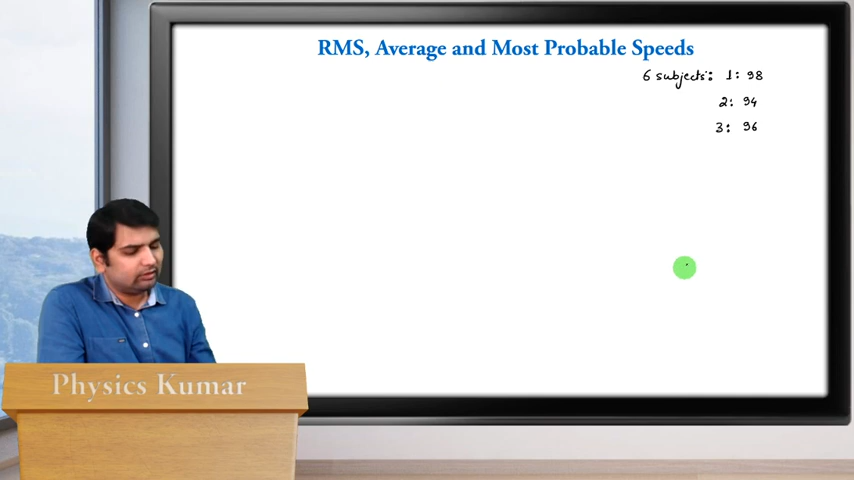 RMS, Average and Most Probable Speeds
6 subjects: 1: 98
2: 94
3: 96
Physics Kumar